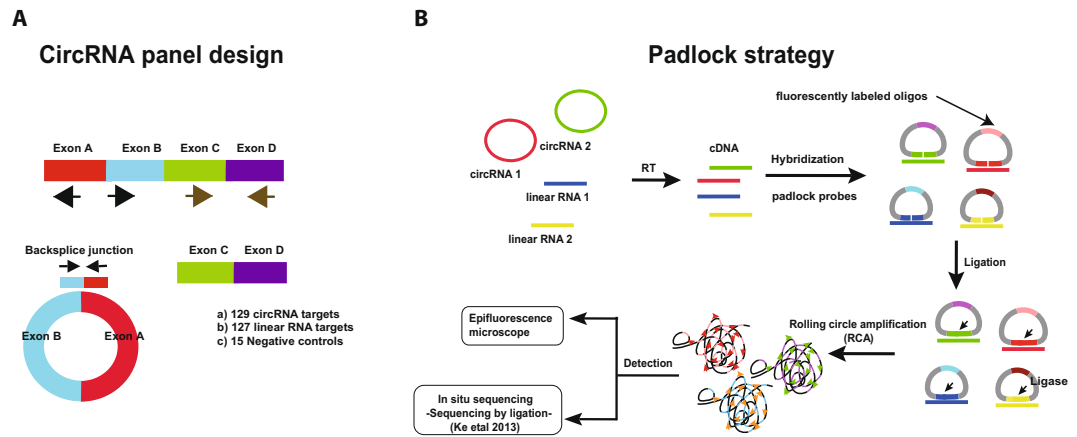 A
CircRNA panel design
Exon A Exon B Exon C Exon D
Backsplice junction
Exon C Exon D
Exon B Exon A
a) 129 circRNA targets
b) 127 linear RNA targets
c) 15 Negative controls
B
Padlock strategy
fluorescently labeled oligos
circRNA 2
circRNA 1
linear RNA 1
linear RNA 2
RT
cDNA
Hybridization
padlock probes
Ligation
Ligase
Rolling circle amplification
(RCA)
Detection
Epifluorescence
microscope
In situ sequencing
-Sequencing by ligation-
(Ke etal 2013)